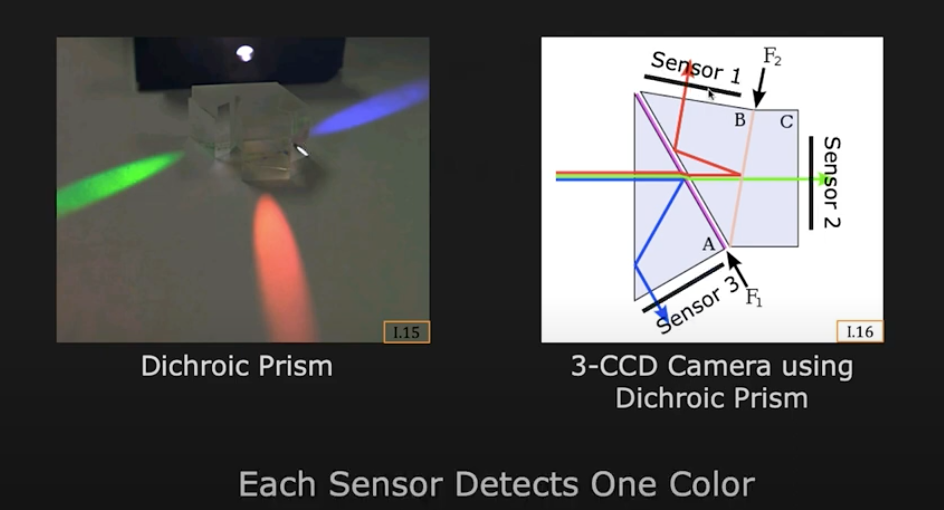 Sensor 1
F₂
B
C
Sensor 2
A
Sensor 3
F₁
I.15
I.16
Dichroic Prism
3-CCD Camera using
Dichroic Prism
Each Sensor Detects One Color